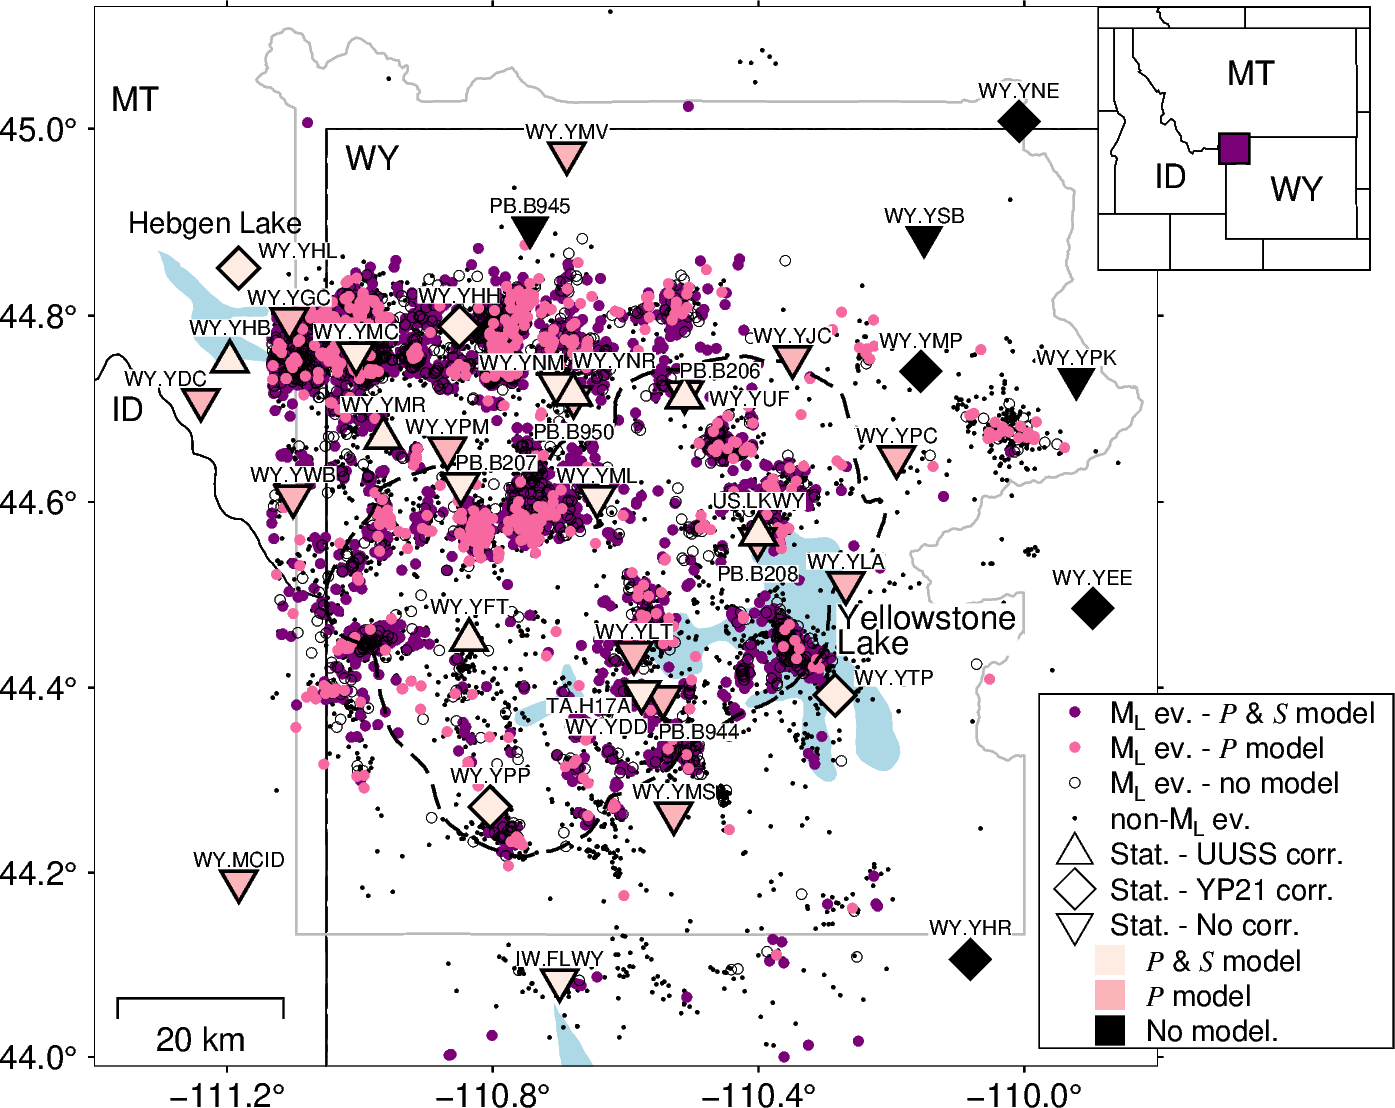 MT
WY
ID
Hebgen Lake
Yellowstone
Lake
WY.YNE
WY.YMV
PB.B945
WY.YSB
WY.YHL
WY.YGC
WY.YHH
WY.YHB
WY.YMC
WY.YJC
WY.YMP
WY.YPK
WY.YNM
WY.YNR
PB.B206
WY.YDC
WY.YUF
WY.YMR
WY.YPM
PB.B950
WY.YPC
PB.B207
WY.YWB
WY.YML
US.LKWY
PB.B208
WY.YLA
WY.YEE
WY.YFT
WY.YLT
WY.YTP
TA.H17A
WY.YDD
PB.B944
WY.YPP
WY.YMS
WY.MCID
WY.YHR
IW.FLWY
20 km
45.0°
44.8°
44.6°
44.4°
44.2°
44.0°
−111.2°
−110.8°
−110.4°
−110.0°
MT
ID
WY
ML ev. - P & S model
ML ev. - P model
ML ev. - no model
non-ML ev.
Stat. - UUSS corr.
Stat. - YP21 corr.
Stat. - No corr.
P & S model
P model
No model.